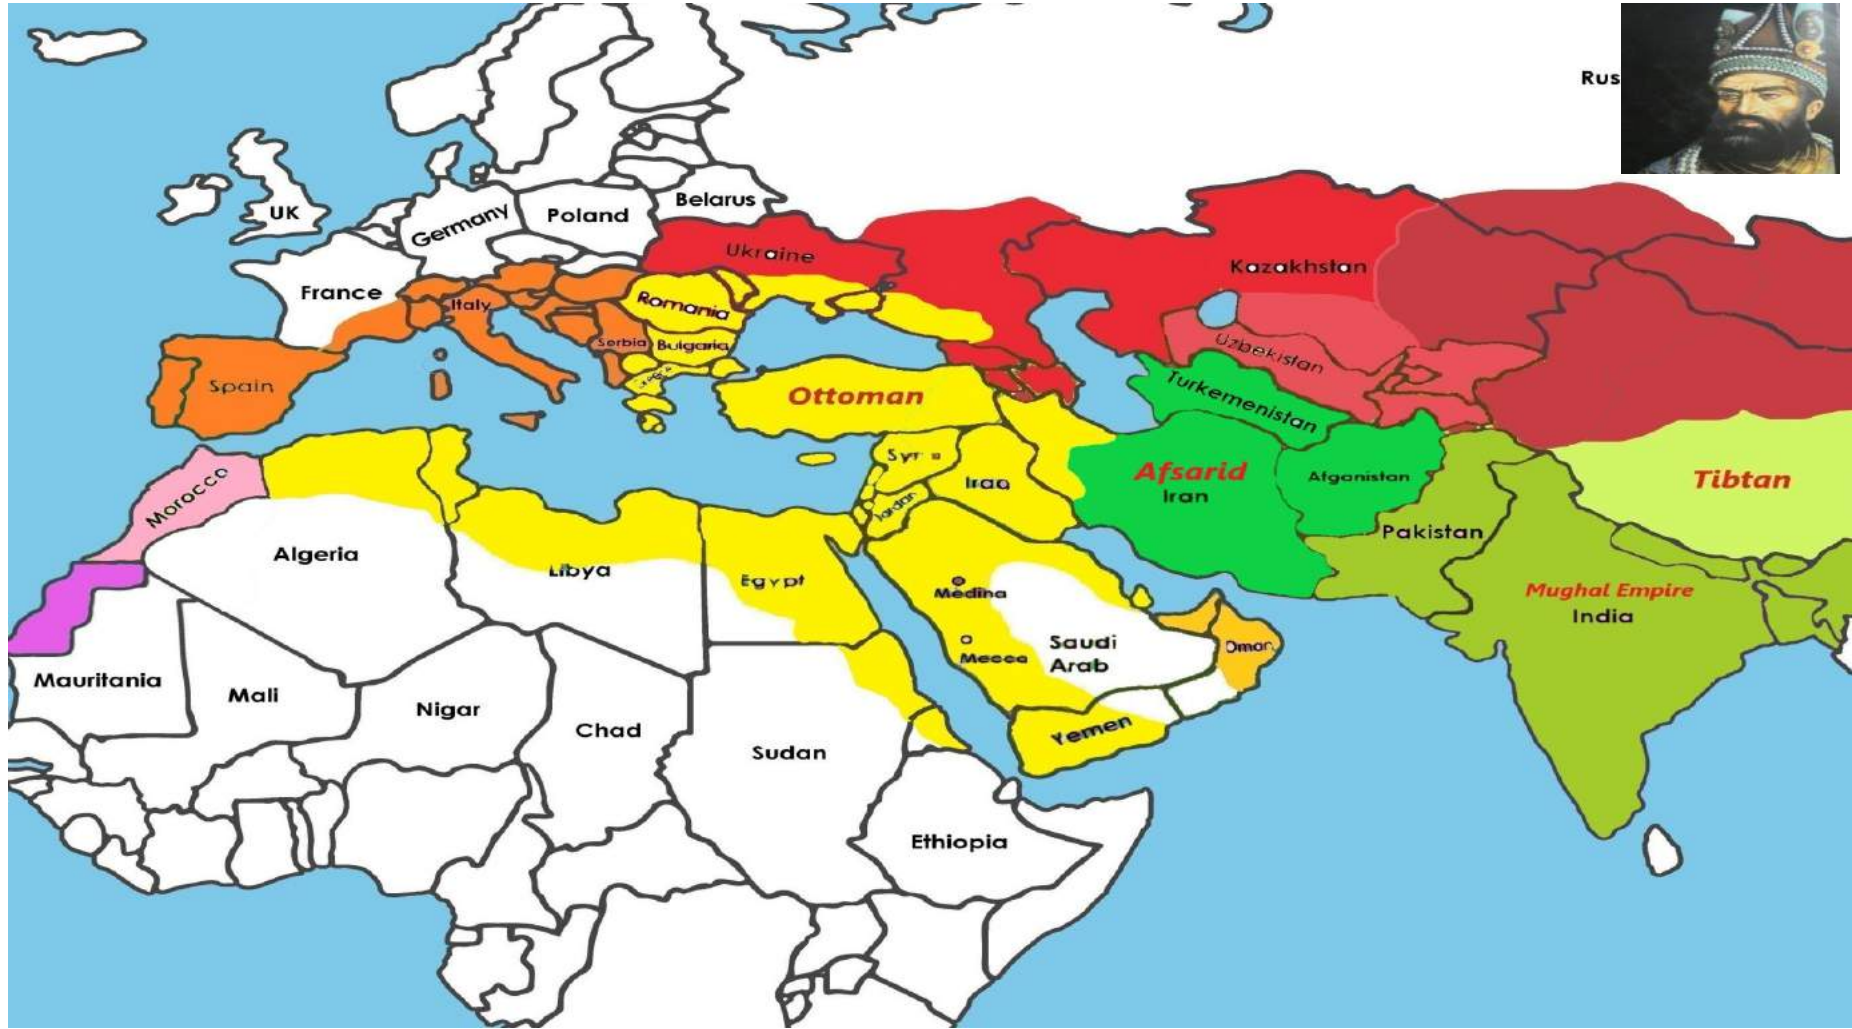 Rus
Belarus
UK
Germany
Poland
Ukraine
Kazakhstan
France
Italy
Romania
Serbia
Bulgaria
Uzbekistan
Spain
Ottoman
Turkemenistan
Morocco
Iraq
Afsarid
Iran
Afganistan
Tibtan
Jordan
Pakistan
Algeria
Libya
Egypt
Medina
Mughal Empire
India
Saudi
Arab
Oman
Mecca
Mauritania
Mali
Nigar
Chad
Sudan
Yemen
Ethiopia